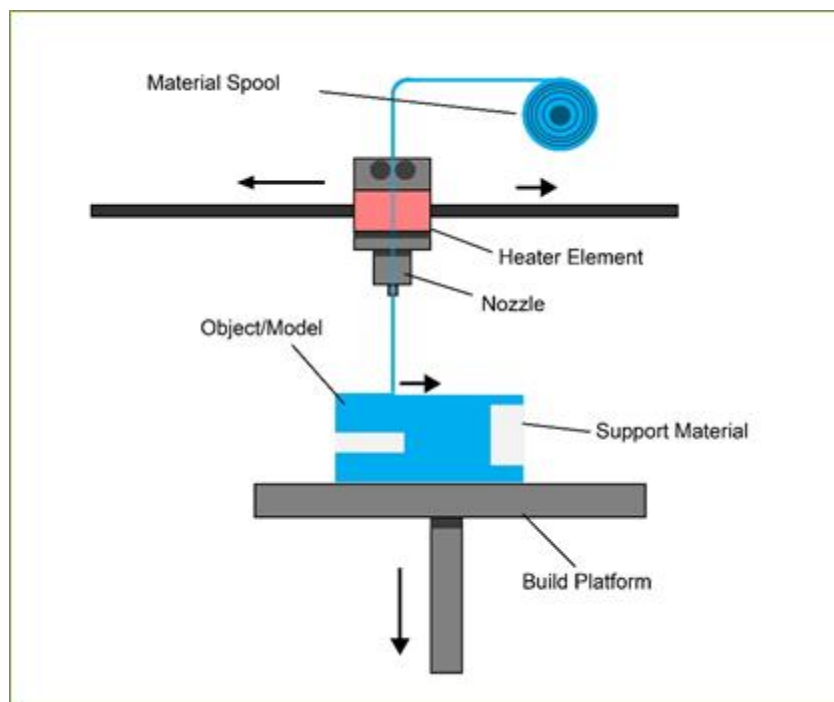 Material Spool
Heater Element
Nozzle
Object/Model
Support Material
Build Platform